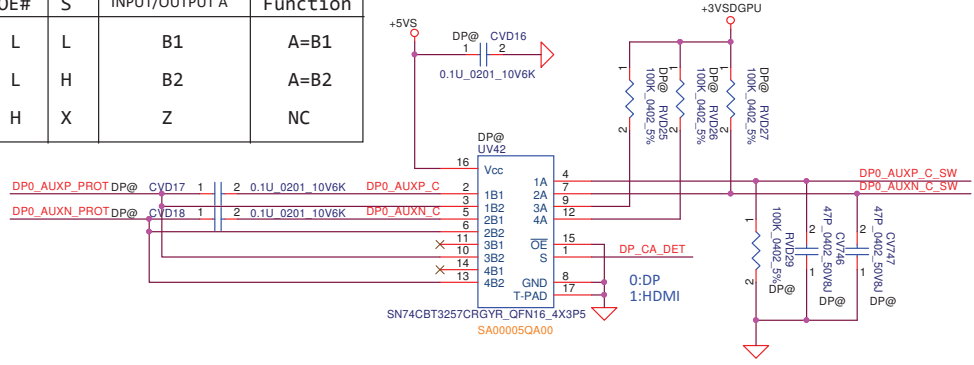 OE# S INPUT/OUTPUT A Function
L L B1 A=B1
L H B2 A=B2
H X Z NC
+5VS
DP@ CVD16
1 2
0.1U_0201_10V6K
+3VSDGPU
1 DP@ RVD25
100K_0402_5%
2
1 DP@ RVD26
100K_0402_5%
2
1 DP@ RVD27
100K_0402_5%
2
DP@
UV42
16 Vcc
DP0_AUXP_PROT DP@ CVD17 1 2 0.1U_0201_10V6K DP0_AUXP_C
DP0_AUXN_PROT DP@ CVD18 1 2 0.1U_0201_10V6K DP0_AUXN_C
2 1B1
3 1B2
5 2B1
6 2B2
11 3B1
10 3B2
14 4B1
13 4B2
1A 4
2A 7
3A 9
4A 12
OE 15
S 1
GND 8
T-PAD 17
DP_CA_DET
0:DP
1:HDMI
SN74CBT3257CRGYR_QFN16_4X3P5
SA00005QA00
DP0_AUXP_C_SW
DP0_AUXN_C_SW
1
RVD29
100K_0402_5%
2
DP@
2
CV746
47P_0402_50V8J
1
DP@
2
CV747
47P_0402_50V8J
1
DP@